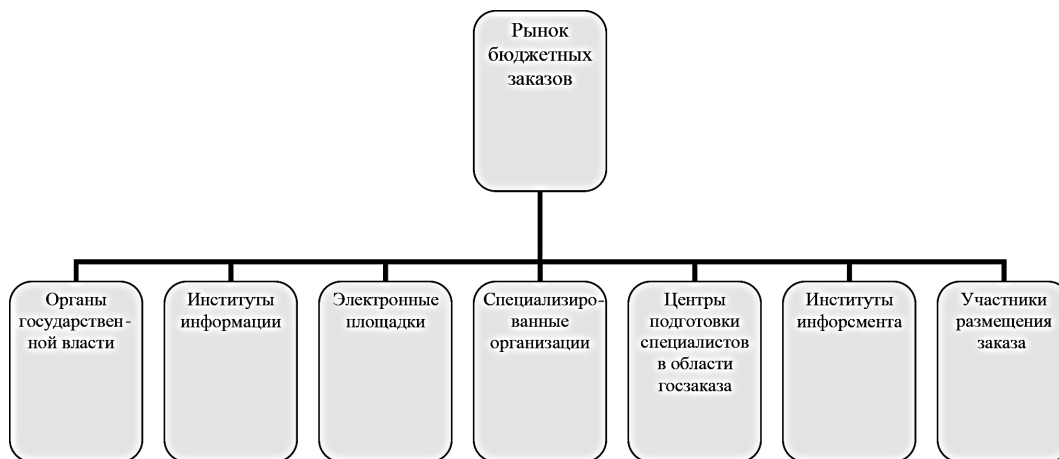 Рынок
бюджетных
заказов
Органы
государствен-
ной власти
Институты
информации
Электронные
площадки
Специализиро-
ванные
организации
Центры
подготовки
специалистов
в области
госзаказа
Институты
инфорсмента
Участники
размещения
заказа